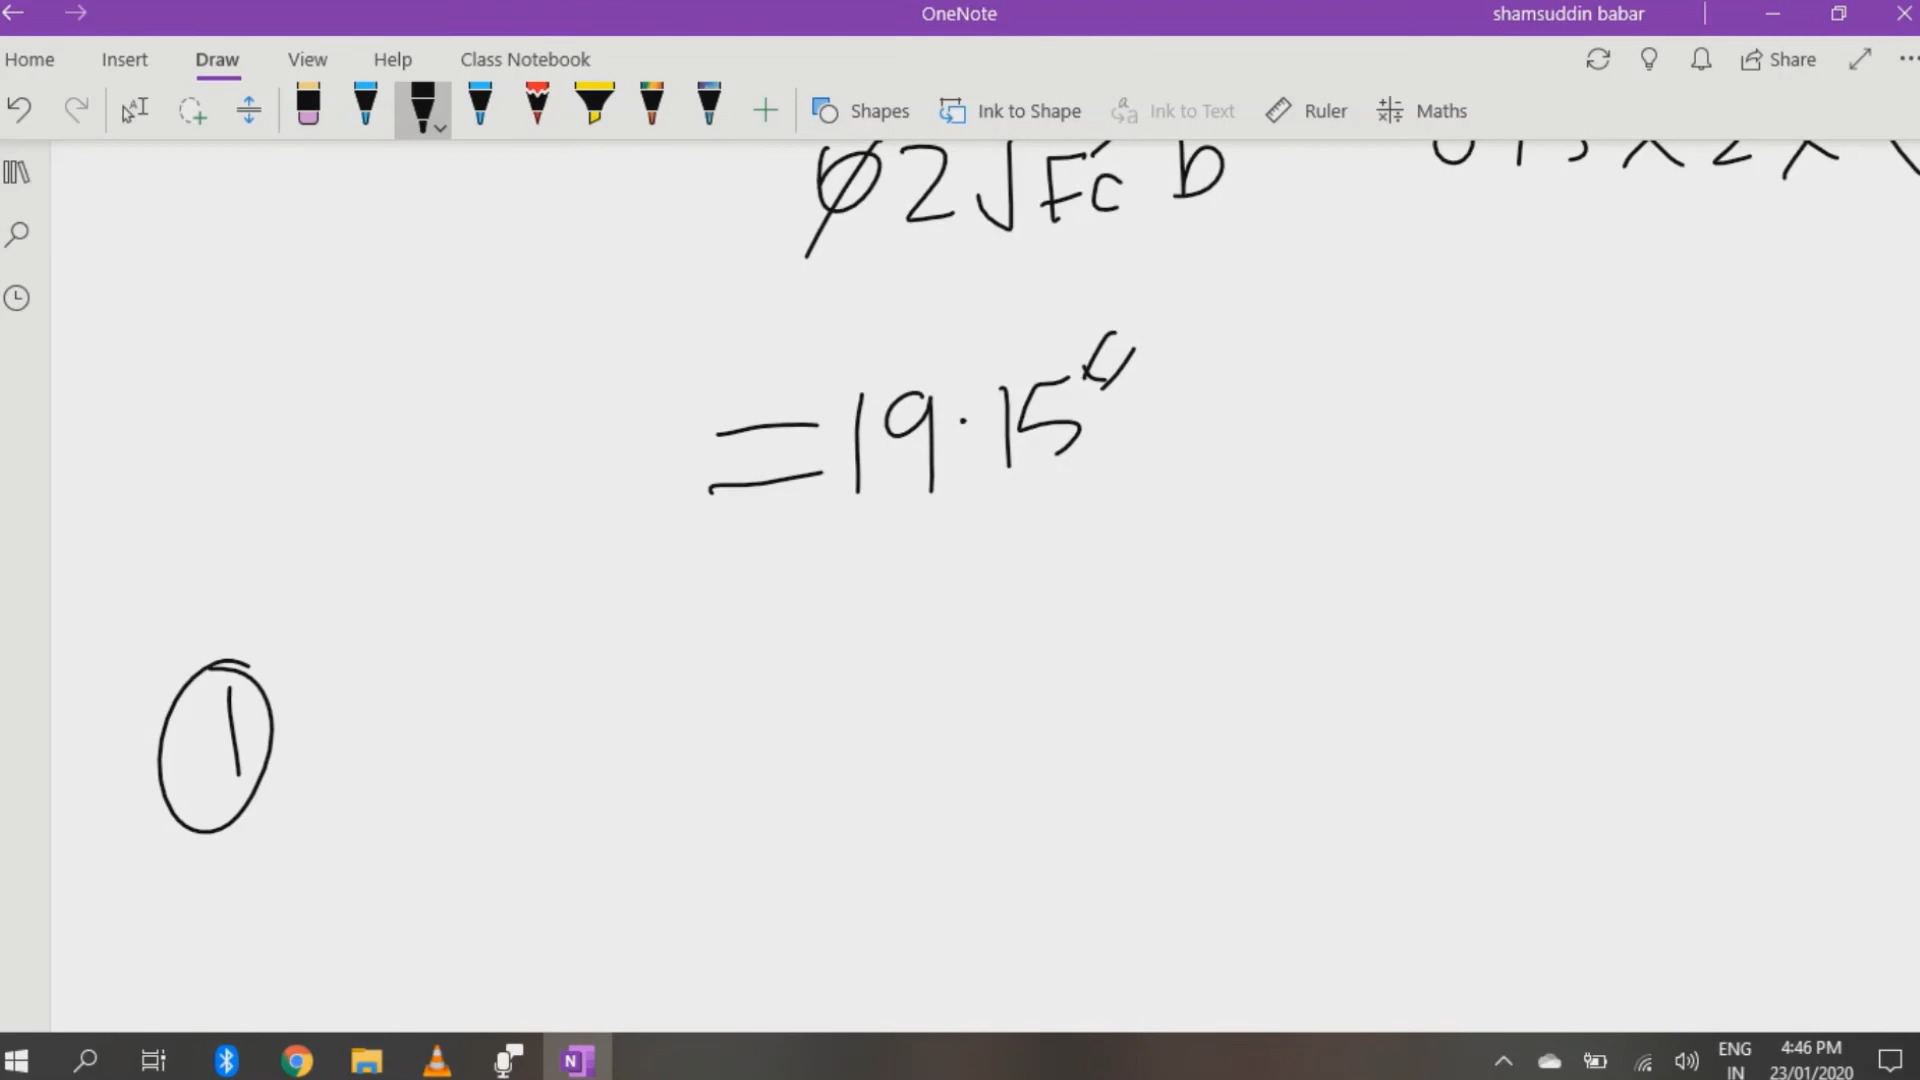 OneNote
shamsuddin babar
Home Insert Draw View Help Class Notebook
Share
Shapes Ink to Shape Ink to Text Ruler Maths
ø2√Fc' b
= 19.15"
1
ENG 4:46 PM
IN 23/01/2020